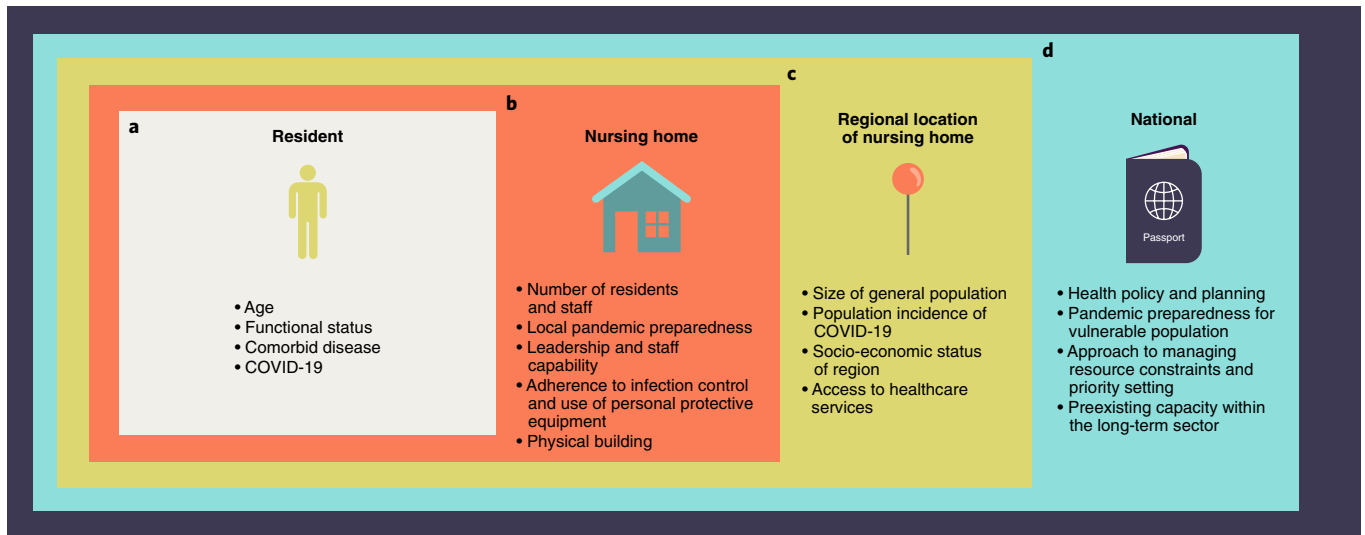 a
Resident
• Age
• Functional status
• Comorbid disease
• COVID-19
b
Nursing home
• Number of residents
and staff
• Local pandemic preparedness
• Leadership and staff
capability
• Adherence to infection control
and use of personal protective
equipment
• Physical building
c
Regional location
of nursing home
• Size of general population
• Population incidence of
COVID-19
• Socio-economic status
of region
• Access to healthcare
services
d
National
Passport
• Health policy and planning
• Pandemic preparedness for
vulnerable population
• Approach to managing
resource constraints and
priority setting
• Preexisting capacity within
the long-term sector